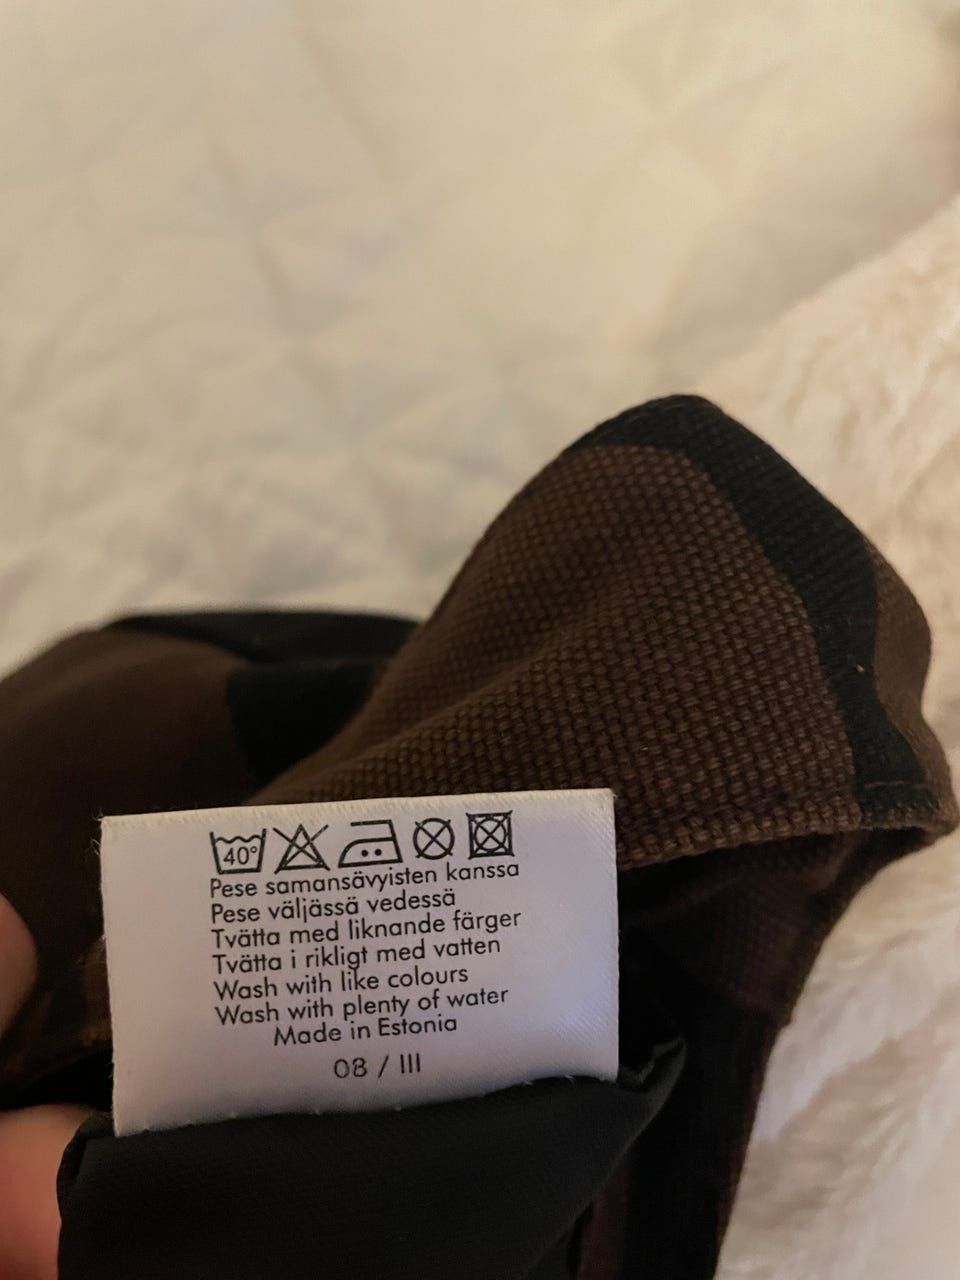 40°
Pese samansävyisten kanssa
Pese väljässä vedessä
Tvätta med liknande färger
Tvätta i rikligt med vatten
Wash with like colours
Wash with plenty of water
Made in Estonia
08 / III